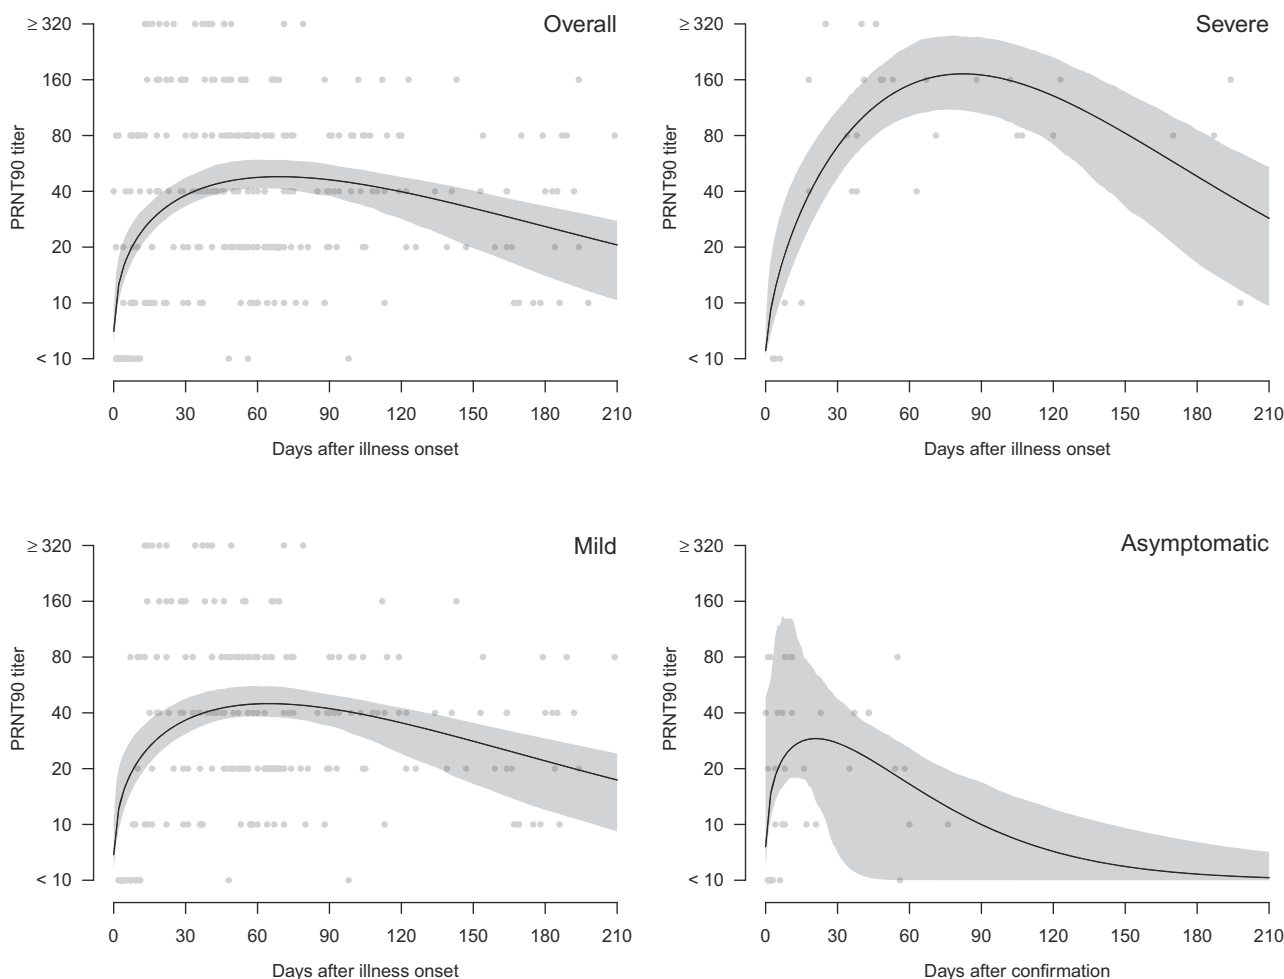 Overall
PRNT90 titer
≥ 320
160
80
40
20
10
< 10
0 30 60 90 120 150 180 210
Days after illness onset
Severe
PRNT90 titer
≥ 320
160
80
40
20
10
< 10
0 30 60 90 120 150 180 210
Days after illness onset
Mild
PRNT90 titer
≥ 320
160
80
40
20
10
< 10
0 30 60 90 120 150 180 210
Days after illness onset
Asymptomatic
PRNT90 titer
≥ 320
160
80
40
20
10
< 10
0 30 60 90 120 150 180 210
Days after confirmation